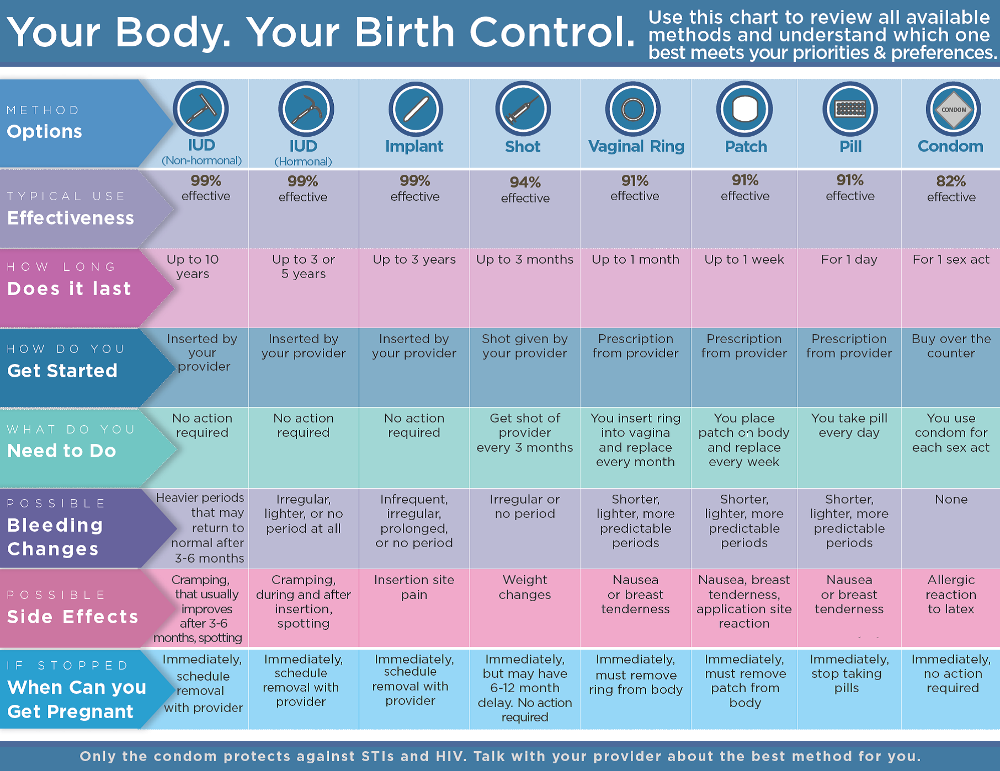 Your Body. Your Birth Control.
Use this chart to review all available
methods and understand which one
best meets your priorities & preferences.
METHOD
Options
IUD
(Non-hormonal)
IUD
(Hormonal)
Implant
Shot
Vaginal Ring
Patch
Pill
CONDOM
Condom
TYPICAL USE
Effectiveness
99%
effective
99%
effective
99%
effective
94%
effective
91%
effective
91%
effective
91%
effective
82%
effective
HOW LONG
Does it last
Up to 10
years
Up to 3 or
5 years
Up to 3 years
Up to 3 months
Up to 1 month
Up to 1 week
For 1 day
For 1 sex act
HOW DO YOU
Get Started
Inserted by
your
provider
Inserted by
your provider
Inserted by
your provider
Shot given by
your provider
Prescription
from provider
Prescription
from provider
Prescription
from provider
Buy over the
counter
WHAT DO YOU
Need to Do
No action
required
No action
required
No action
required
Get shot of
provider
every 3 months
You insert ring
into vagina
and replace
every month
You place
patch on body
and replace
every week
You take pill
every day
You use
condom for
each sex act
POSSIBLE
Bleeding
Changes
Heavier periods
that may
return to
normal after
3-6 months
Irregular,
lighter, or no
period at all
Infrequent,
irregular,
prolonged,
or no period
Irregular or
no period
Shorter,
lighter, more
predictable
periods
Shorter,
lighter, more
predictable
periods
Shorter,
lighter, more
predictable
periods
None
POSSIBLE
Side Effects
Cramping,
that usually
improves
after 3-6
months, spotting
Cramping,
during and after
insertion,
spotting
Insertion site
pain
Weight
changes
Nausea
or breast
tenderness
Nausea, breast
tenderness,
application site
reaction
Nausea
or breast
tenderness
Allergic
reaction
to latex
IF STOPPED
When Can you
Get Pregnant
Immediately,
schedule
removal
with provider
Immediately,
schedule
removal with
provider
Immediately,
schedule
removal with
provider
Immediately,
but may have
6-12 month
delay. No action
required
Immediately,
must remove
ring from body
Immediately,
must remove
patch from
body
Immediately,
stop taking
pills
Immediately,
no action
required
Only the condom protects against STIs and HIV. Talk with your provider about the best method for you.